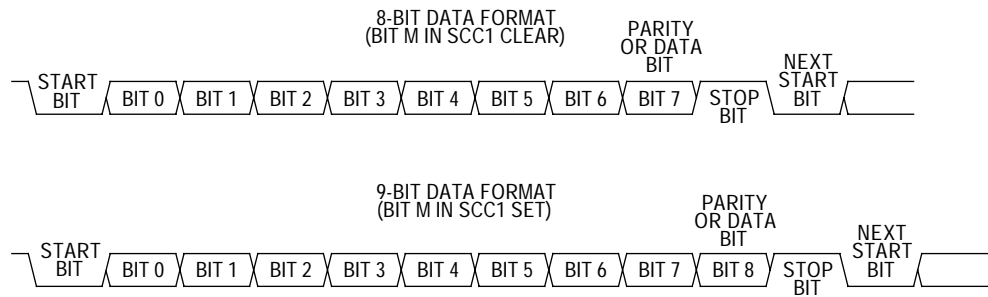 8-BIT DATA FORMAT
(BIT M IN SCC1 CLEAR)
PARITY
OR DATA
BIT
NEXT
START
BIT
START
BIT
BIT 0
BIT 1
BIT 2
BIT 3
BIT 4
BIT 5
BIT 6
BIT 7
STOP
BIT
9-BIT DATA FORMAT
(BIT M IN SCC1 SET)
PARITY
OR DATA
BIT
NEXT
START
BIT
START
BIT
BIT 0
BIT 1
BIT 2
BIT 3
BIT 4
BIT 5
BIT 6
BIT 7
BIT 8
STOP
BIT